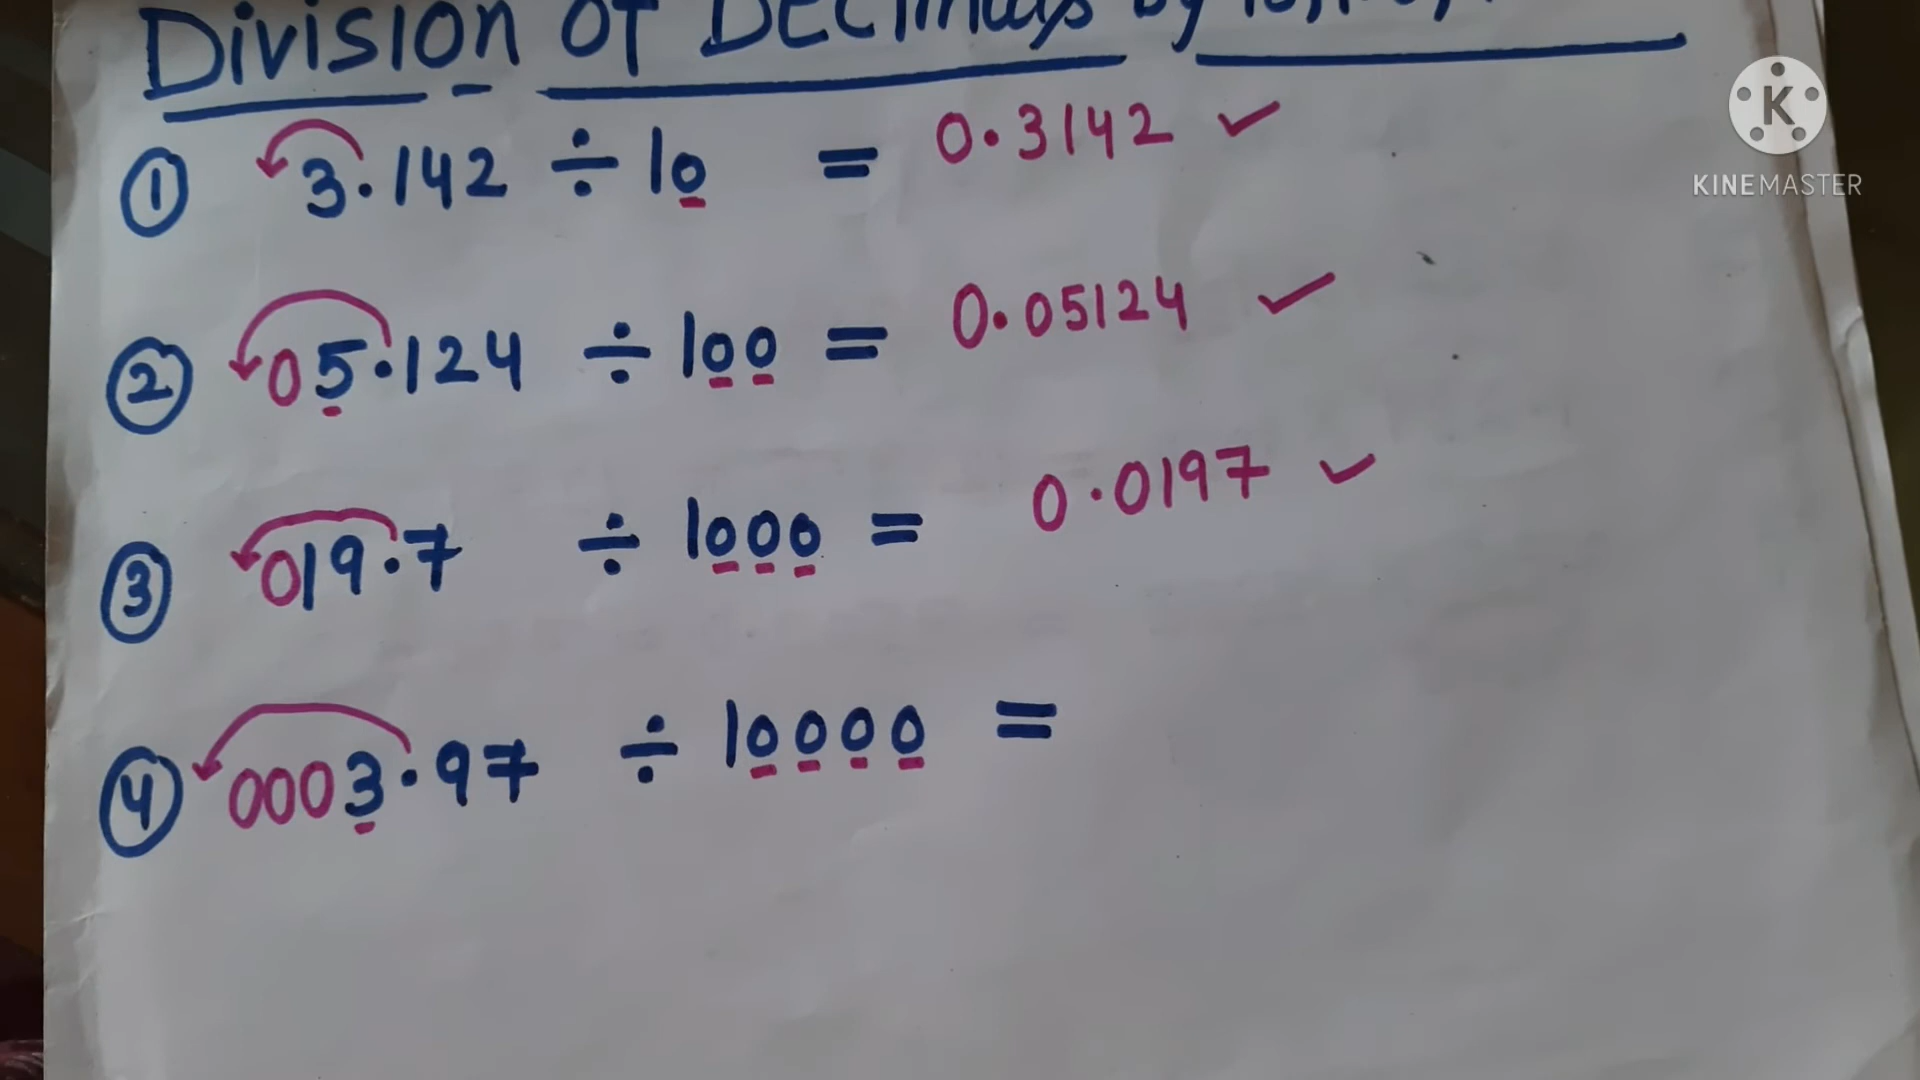 Division of Decimals by
① 3.142 ÷ 10 = 0.3142 ✓
② 05.124 ÷ 100 = 0.05124 ✓
③ 019.7 ÷ 1000 = 0.0197 ✓
④ 0003.97 ÷ 10000 =
K
KINEMASTER